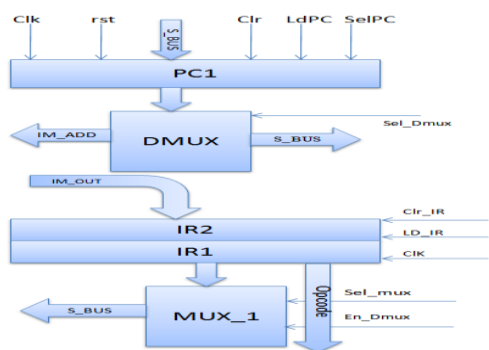 Clk rst S_BUS Clr LdPC SelPC
PC1
Sel_Dmux
IM_ADD DMUX S_BUS
IM_OUT
Clr_IR
IR2
LD_IR
IR1
ClK
Sel_mux
Opcode
S_BUS MUX_1
En_Dmux